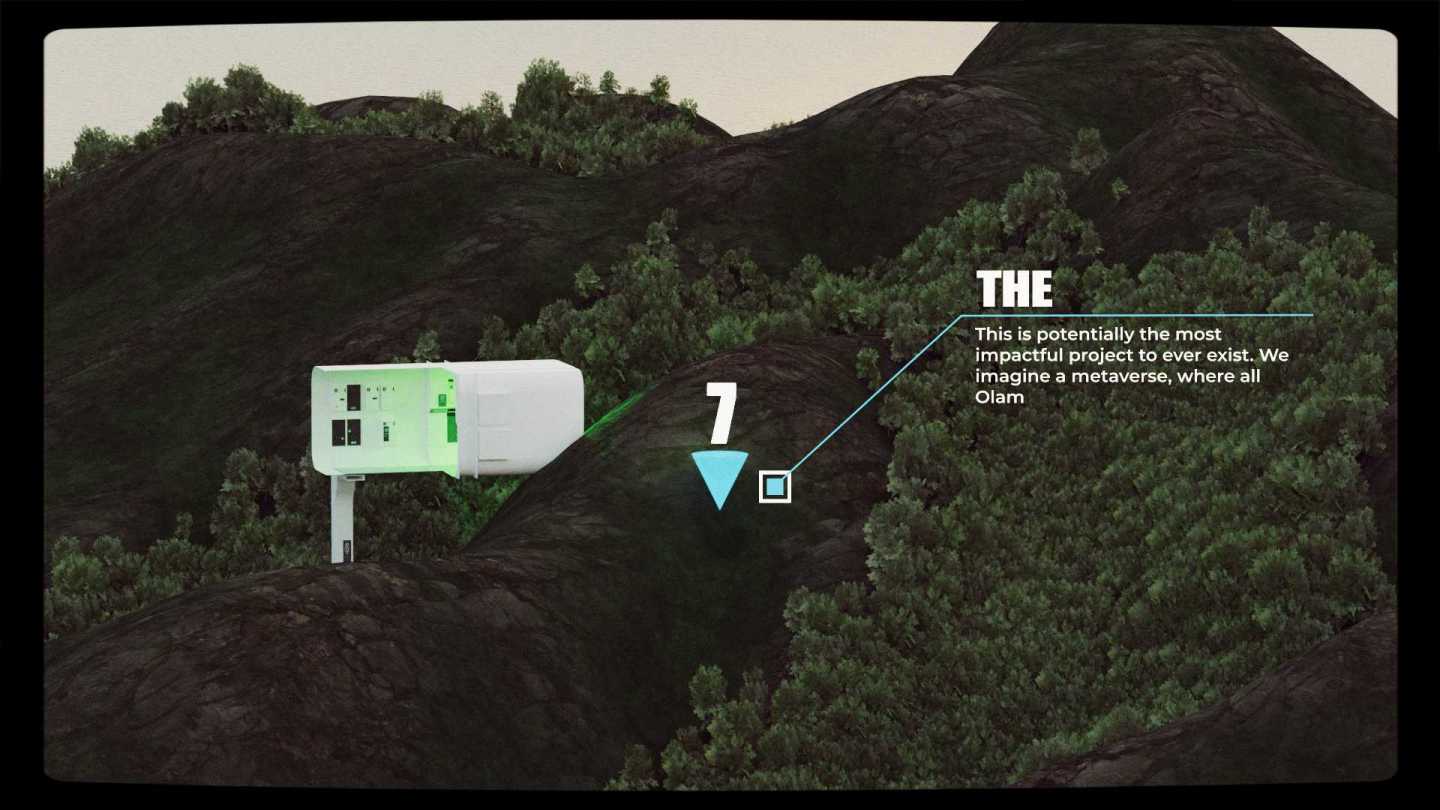 THE
This is potentially the most
impactful project to ever exist. We
imagine a metaverse, where all
Olam
7